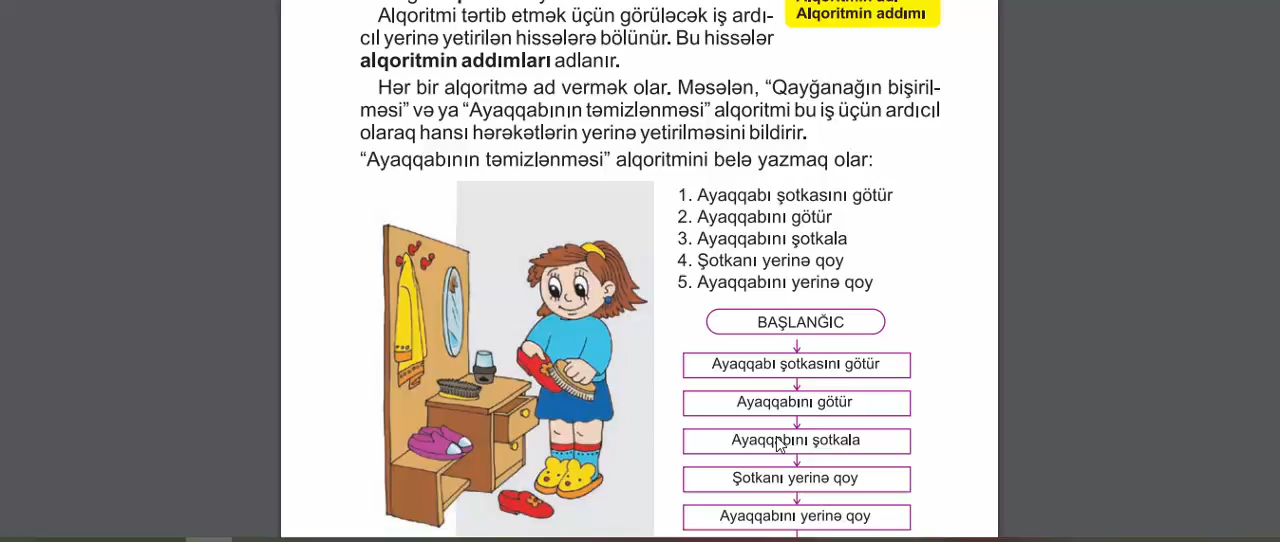 Alqoritmin addımı
Alqoritmi tərtib etmək üçün görüləcək iş ardı-
cıl yerinə yetirilən hissələrə bölünür. Bu hissələr
alqoritmin addımları adlanır.
Hər bir alqoritmə ad vermək olar. Məsələn, “Qayğanağın bişiril-
məsi” və ya “Ayaqqabının təmizlənməsi” alqoritmi bu iş üçün ardıcıl
olaraq hansı hərəkətlərin yerinə yetirilməsini bildirir.
“Ayaqqabının təmizlənməsi” alqoritmini belə yazmaq olar:
1. Ayaqqabı şotkasını götür
2. Ayaqqabını götür
3. Ayaqqabını şotkala
4. Şotkanı yerinə qoy
5. Ayaqqabını yerinə qoy
BAŞLANĞIC
Ayaqqabı şotkasını götür
Ayaqqabını götür
Ayaqqabını şotkala
Şotkanı yerinə qoy
Ayaqqabını yerinə qoy